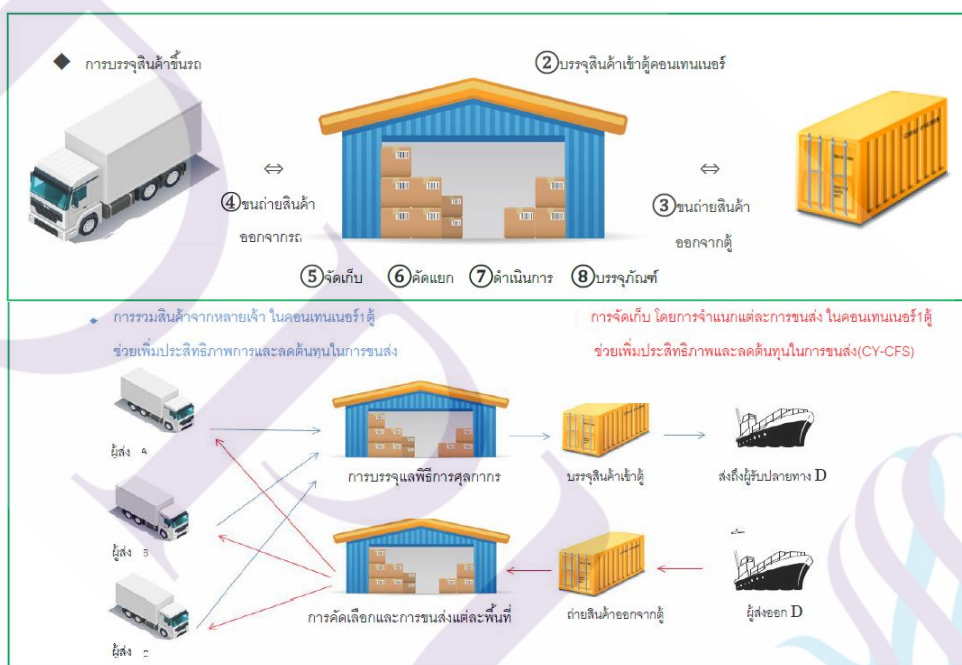 ◆ การบรรจุสินค้าขึ้นรถ
②บรรจุสินค้าเข้าตู้คอนเทนเนอร์
⇔
⇔
④ขนถ่ายสินค้า
ออกจากรถ
③ขนถ่ายสินค้า
ออกจากตู้
⑤จัดเก็บ ⑥คัดแยก ⑦ดำเนินการ ⑧บรรจุภัณฑ์
◆ การรวมสินค้าจากหลายเจ้า ในคอนเทนเนอร์1ตู้
ช่วยเพิ่มประสิทธิภาพการและลดต้นทุนในการขนส่ง
การจัดเก็บ โดยการจำแนกแต่ละการขนส่ง ในคอนเทนเนอร์1ตู้
ช่วยเพิ่มประสิทธิภาพและลดต้นทุนในการขนส่ง(CY-CFS)
ผู้ส่ง A
การบรรจุแลพิธีการศุลกากร
บรรจุสินค้าเข้าตู้
ส่งถึงผู้รับปลายทาง D
ผู้ส่ง B
การคัดเลือกและการขนส่งแต่ละพื้นที่
ถ่ายสินค้าออกจากตู้
ผู้ส่งออก D
ผู้ส่ง